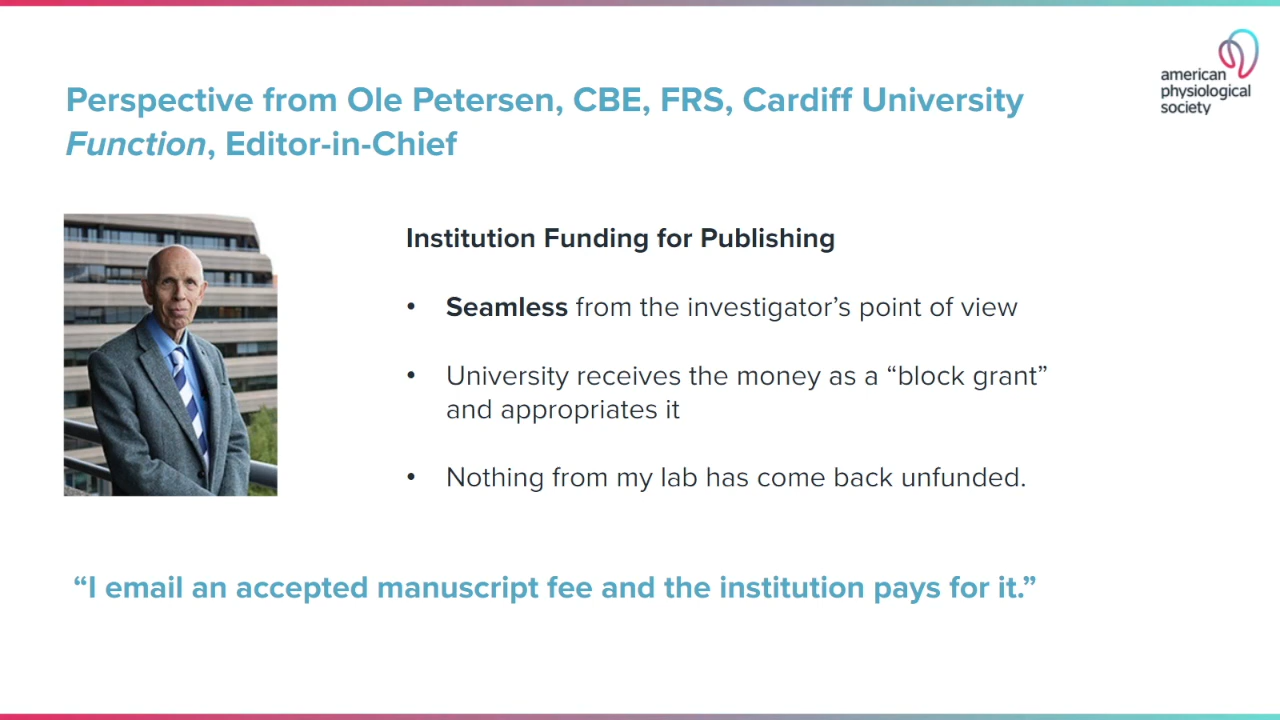 american
physiological
society
Perspective from Ole Petersen, CBE, FRS, Cardiff University
Function, Editor-in-Chief
Institution Funding for Publishing
• Seamless from the investigator’s point of view
• University receives the money as a “block grant”
and appropriates it
• Nothing from my lab has come back unfunded.
“I email an accepted manuscript fee and the institution pays for it.”